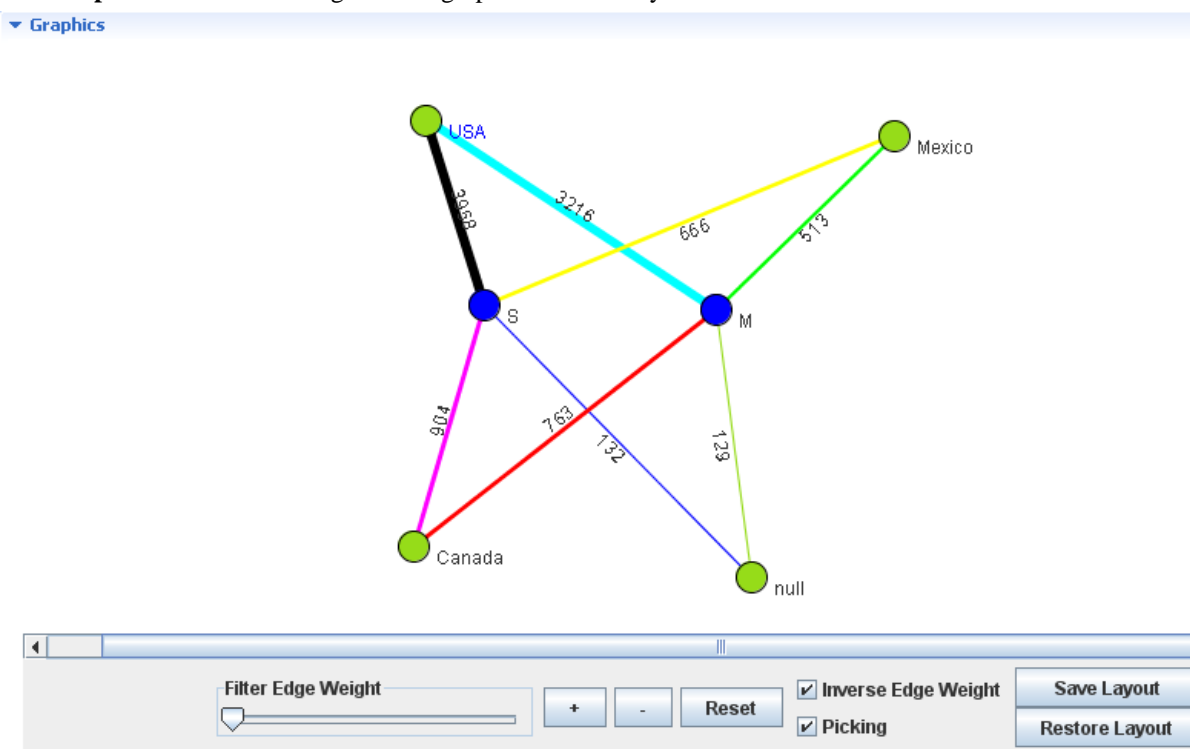 Graphics
USA
Mexico
3968
3216
666
513
S
M
904
763
132
129
Canada
null
Filter Edge Weight
+
-
Reset
Inverse Edge Weight
Picking
Save Layout
Restore Layout